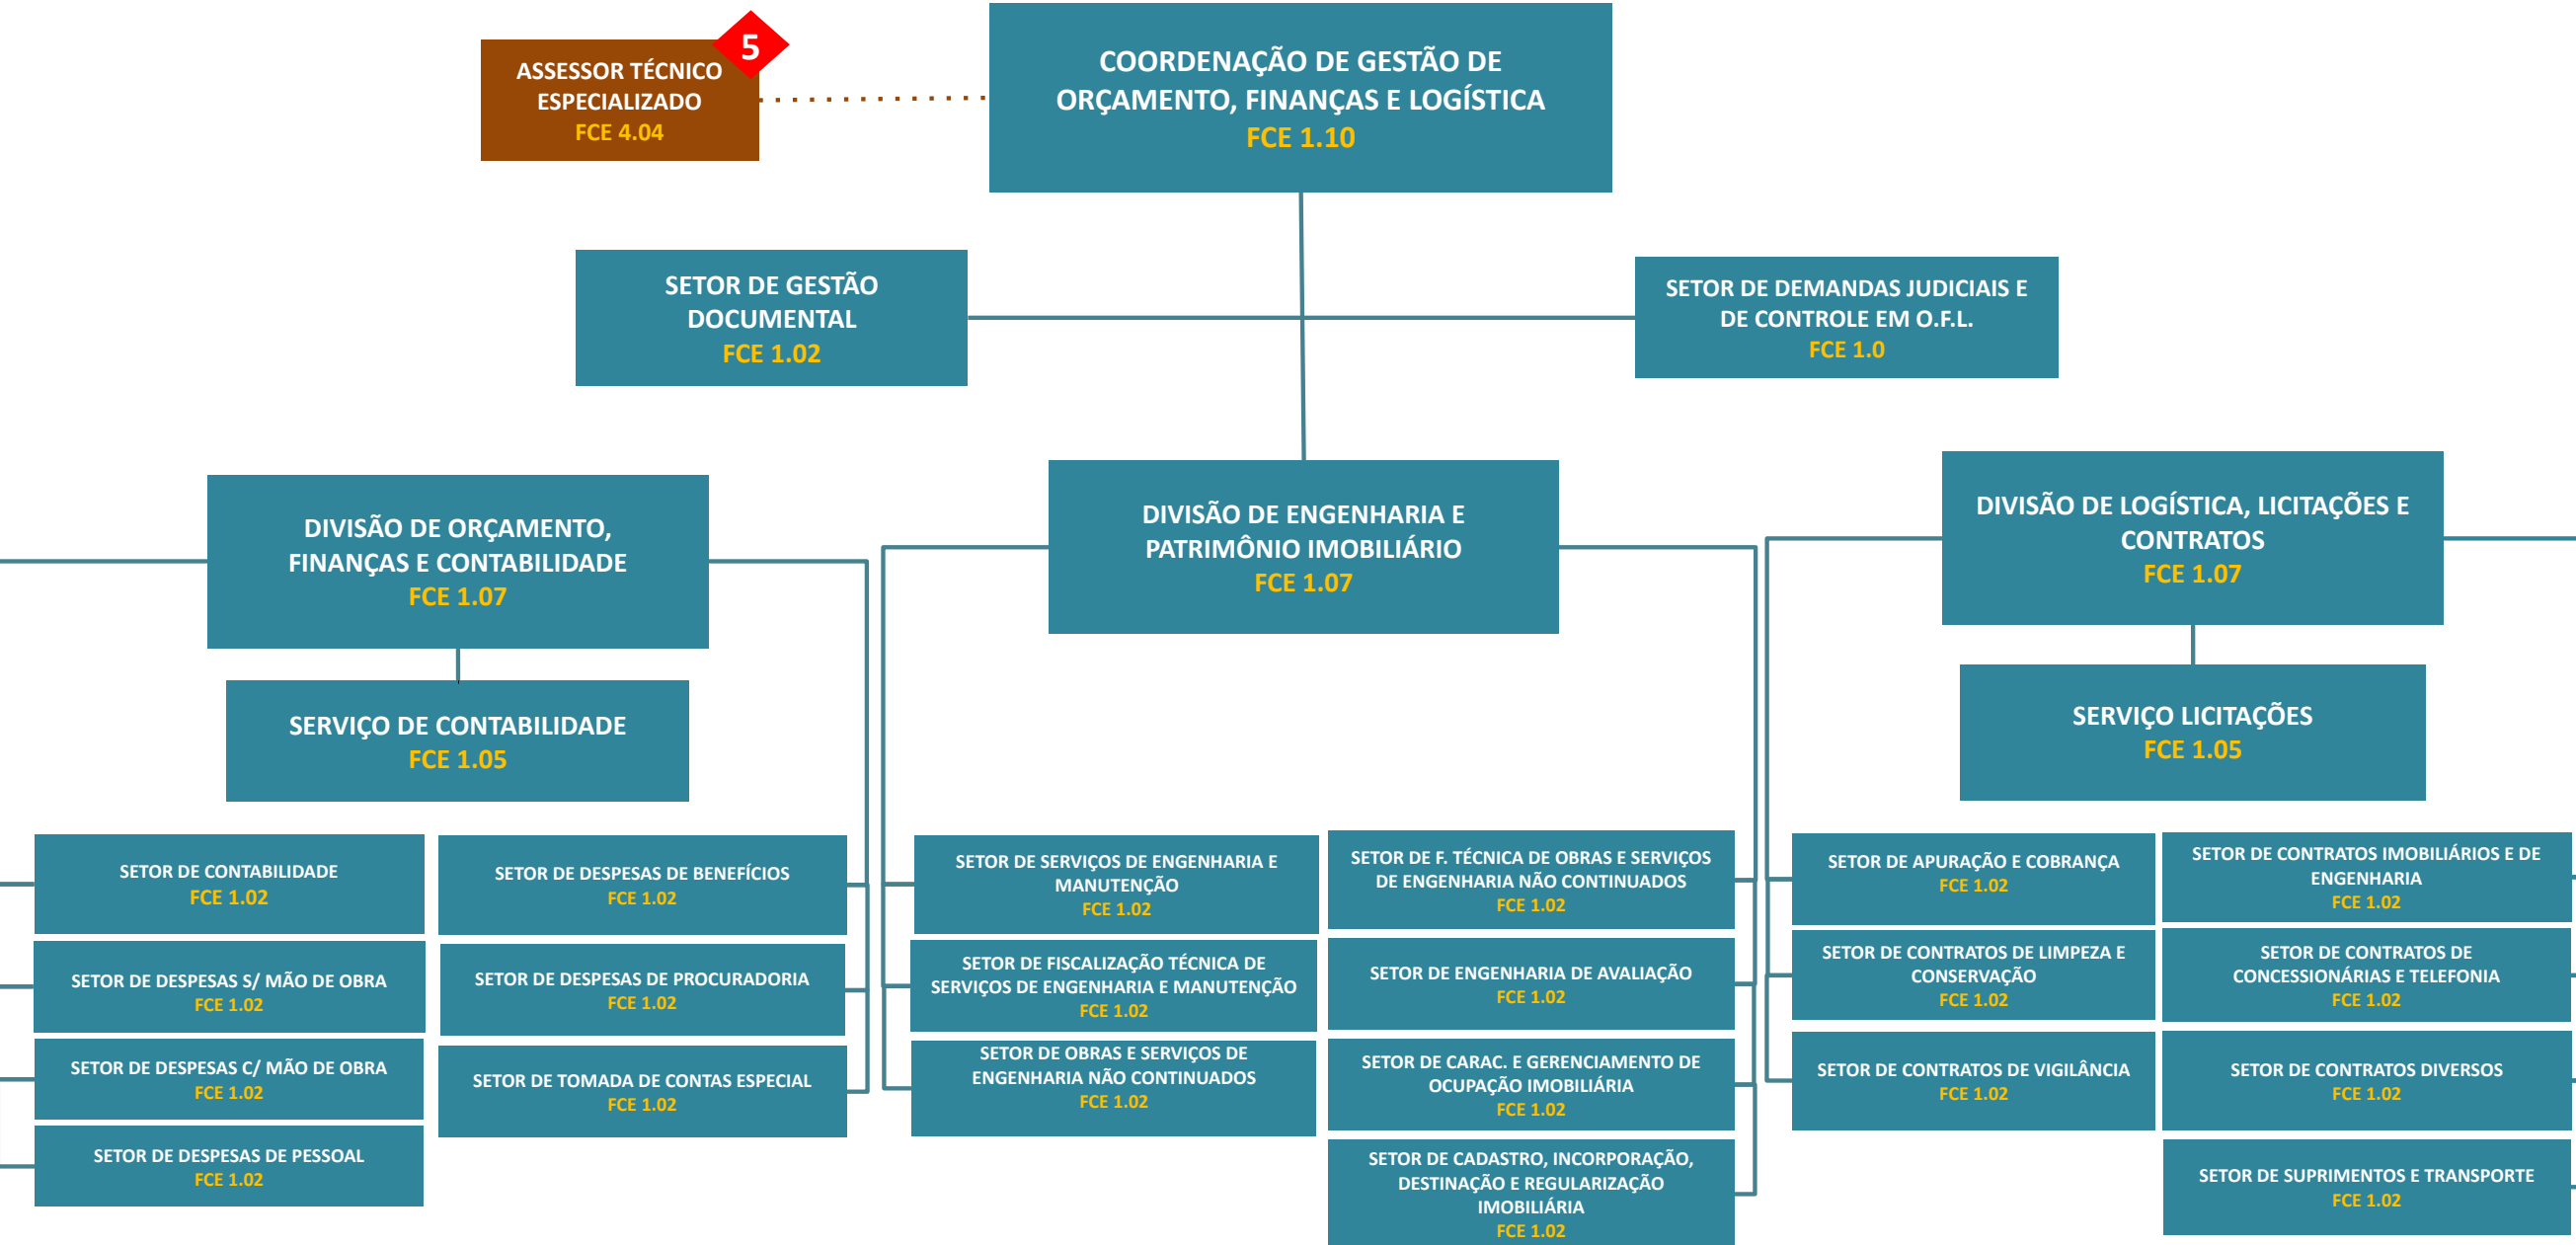 5
ASSESSOR TÉCNICO
ESPECIALIZADO
FCE 4.04
COORDENAÇÃO DE GESTÃO DE
ORÇAMENTO, FINANÇAS E LOGÍSTICA
FCE 1.10
SETOR DE GESTÃO
DOCUMENTAL
FCE 1.02
SETOR DE DEMANDAS JUDICIAIS E
DE CONTROLE EM O.F.L.
FCE 1.0
DIVISÃO DE ORÇAMENTO,
FINANÇAS E CONTABILIDADE
FCE 1.07
DIVISÃO DE ENGENHARIA E
PATRIMÔNIO IMOBILIÁRIO
FCE 1.07
DIVISÃO DE LOGÍSTICA, LICITAÇÕES E
CONTRATOS
FCE 1.07
SERVIÇO DE CONTABILIDADE
FCE 1.05
SERVIÇO LICITAÇÕES
FCE 1.05
SETOR DE CONTABILIDADE
FCE 1.02
SETOR DE DESPESAS S/ MÃO DE OBRA
FCE 1.02
SETOR DE DESPESAS C/ MÃO DE OBRA
FCE 1.02
SETOR DE DESPESAS DE PESSOAL
FCE 1.02
SETOR DE DESPESAS DE BENEFÍCIOS
FCE 1.02
SETOR DE DESPESAS DE PROCURADORIA
FCE 1.02
SETOR DE TOMADA DE CONTAS ESPECIAL
FCE 1.02
SETOR DE SERVIÇOS DE ENGENHARIA E
MANUTENÇÃO
FCE 1.02
SETOR DE FISCALIZAÇÃO TÉCNICA DE
SERVIÇOS DE ENGENHARIA E MANUTENÇÃO
FCE 1.02
SETOR DE OBRAS E SERVIÇOS DE
ENGENHARIA NÃO CONTINUADOS
FCE 1.02
SETOR DE F. TÉCNICA DE OBRAS E SERVIÇOS
DE ENGENHARIA NÃO CONTINUADOS
FCE 1.02
SETOR DE ENGENHARIA DE AVALIAÇÃO
FCE 1.02
SETOR DE CARAC. E GERENCIAMENTO DE
OCUPAÇÃO IMOBILIÁRIA
FCE 1.02
SETOR DE CADASTRO, INCORPORAÇÃO,
DESTINAÇÃO E REGULARIZAÇÃO
IMOBILIÁRIA
FCE 1.02
SETOR DE APURAÇÃO E COBRANÇA
FCE 1.02
SETOR DE CONTRATOS DE LIMPEZA E
CONSERVAÇÃO
FCE 1.02
SETOR DE CONTRATOS DE VIGILÂNCIA
FCE 1.02
SETOR DE CONTRATOS IMOBILIÁRIOS E DE
ENGENHARIA
FCE 1.02
SETOR DE CONTRATOS DE
CONCESSIONÁRIAS E TELEFONIA
FCE 1.02
SETOR DE CONTRATOS DIVERSOS
FCE 1.02
SETOR DE SUPRIMENTOS E TRANSPORTE
FCE 1.02